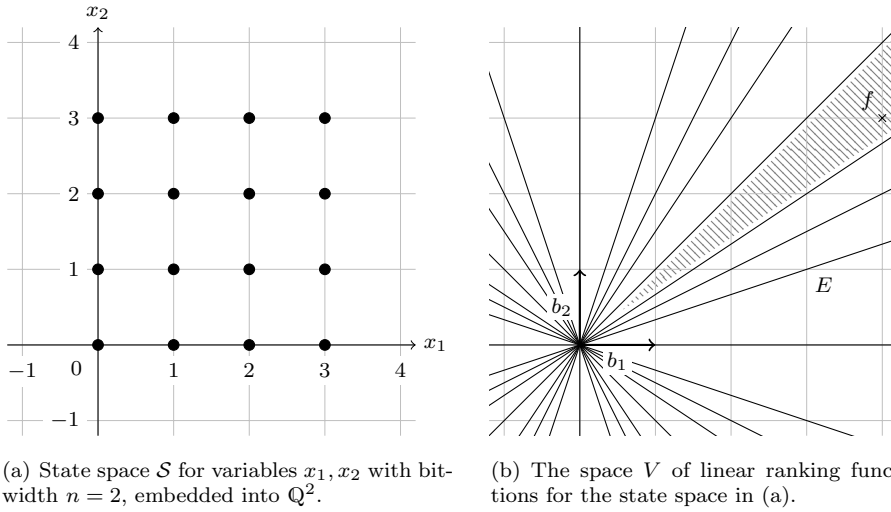 x₂
4
3
2
1
−1
0
1
2
3
4
x₁
−1
f
E
b₂
b₁
(a) State space 𝒮 for variables x₁, x₂ with bit-
width n = 2, embedded into ℚ².
(b) The space V of linear ranking func-
tions for the state space in (a).